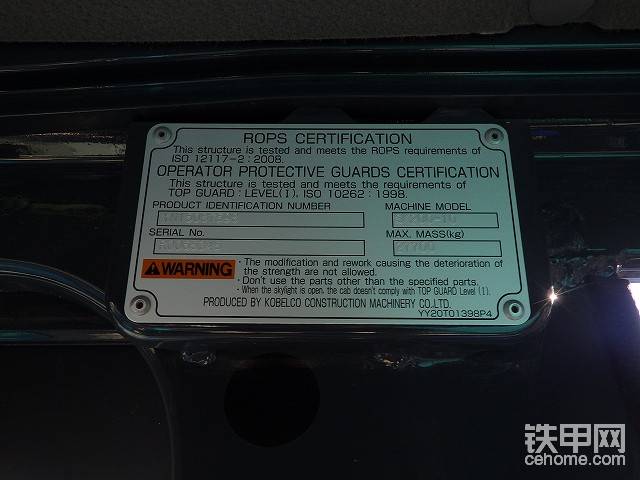 ROPS CERTIFICATION
This structure is tested and meets the ROPS requirements of
ISO 12117-2:2008.
OPERATOR PROTECTIVE GUARDS CERTIFICATION
This structure is tested and meets the requirements of
TOP GUARD:LEVEL(1), ISO 10262:1998.
PRODUCT IDENTIFICATION NUMBER
MACHINE MODEL
SERIAL No.
MAX. MASS(kg)
27700
WARNING
・The modification and rework causing the deterioration of
the strength are not allowed.
・Don't use the parts other than the specified parts.
・When the skylight is open, the cab doesn't comply with TOP GUARD Level (1).
PRODUCED BY KOBELCO CONSTRUCTION MACHINERY CO.,LTD.
YY20T01398P4
铁甲网
cehome.com